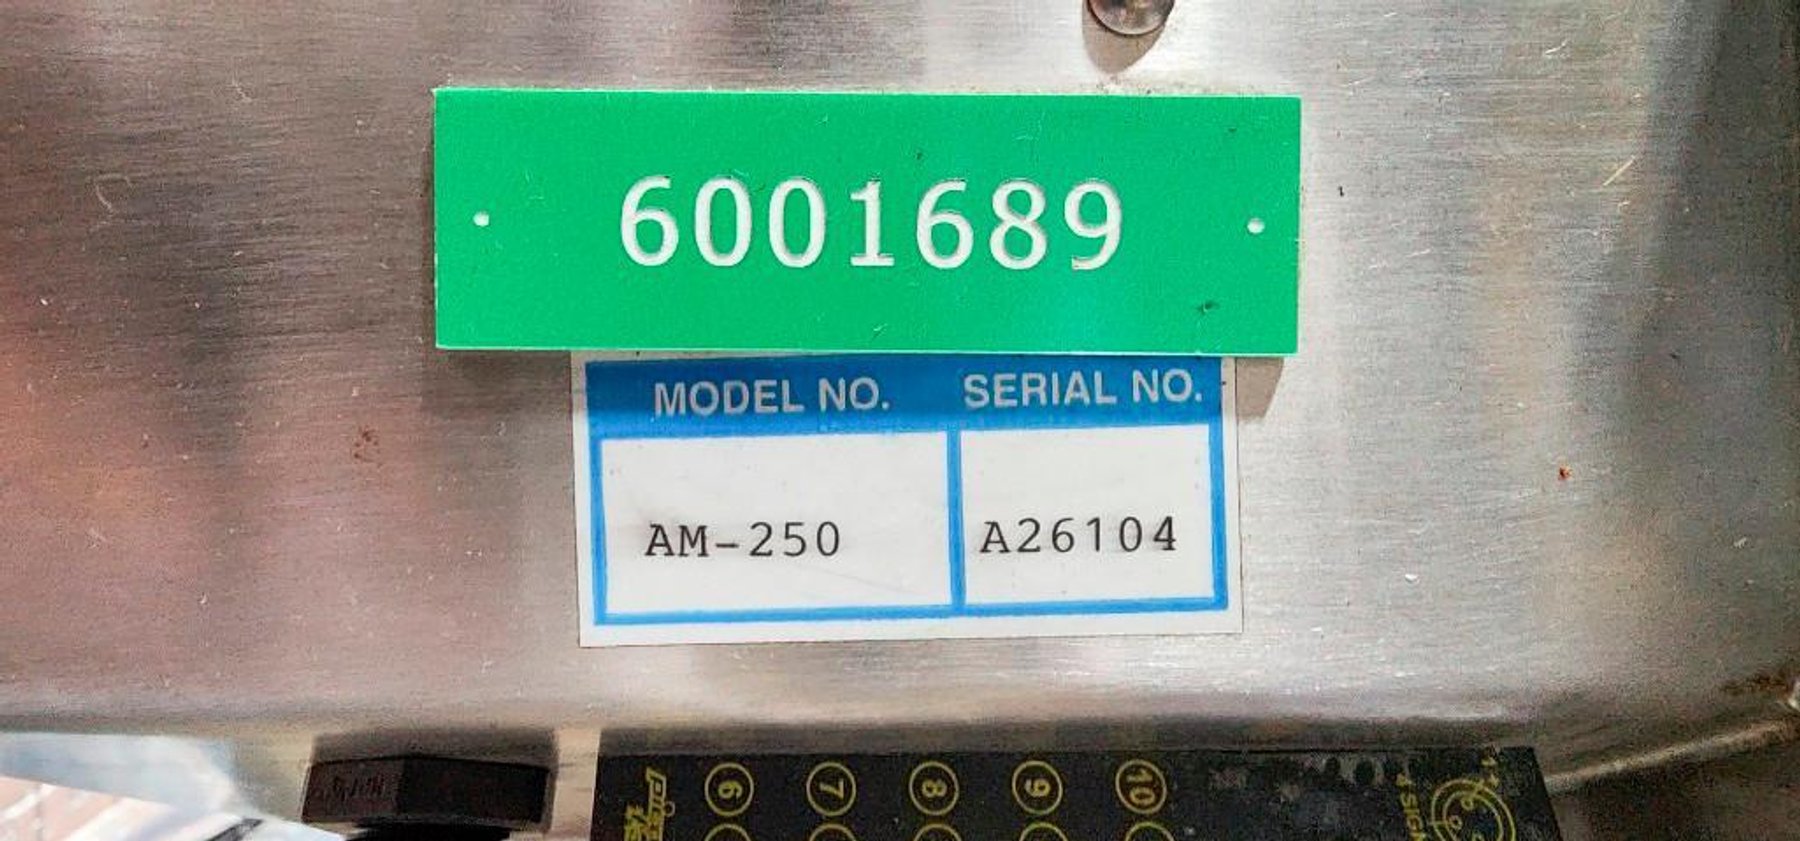 6001689
MODEL NO. SERIAL NO.
AM-250 A26104
6 7 8 9 10